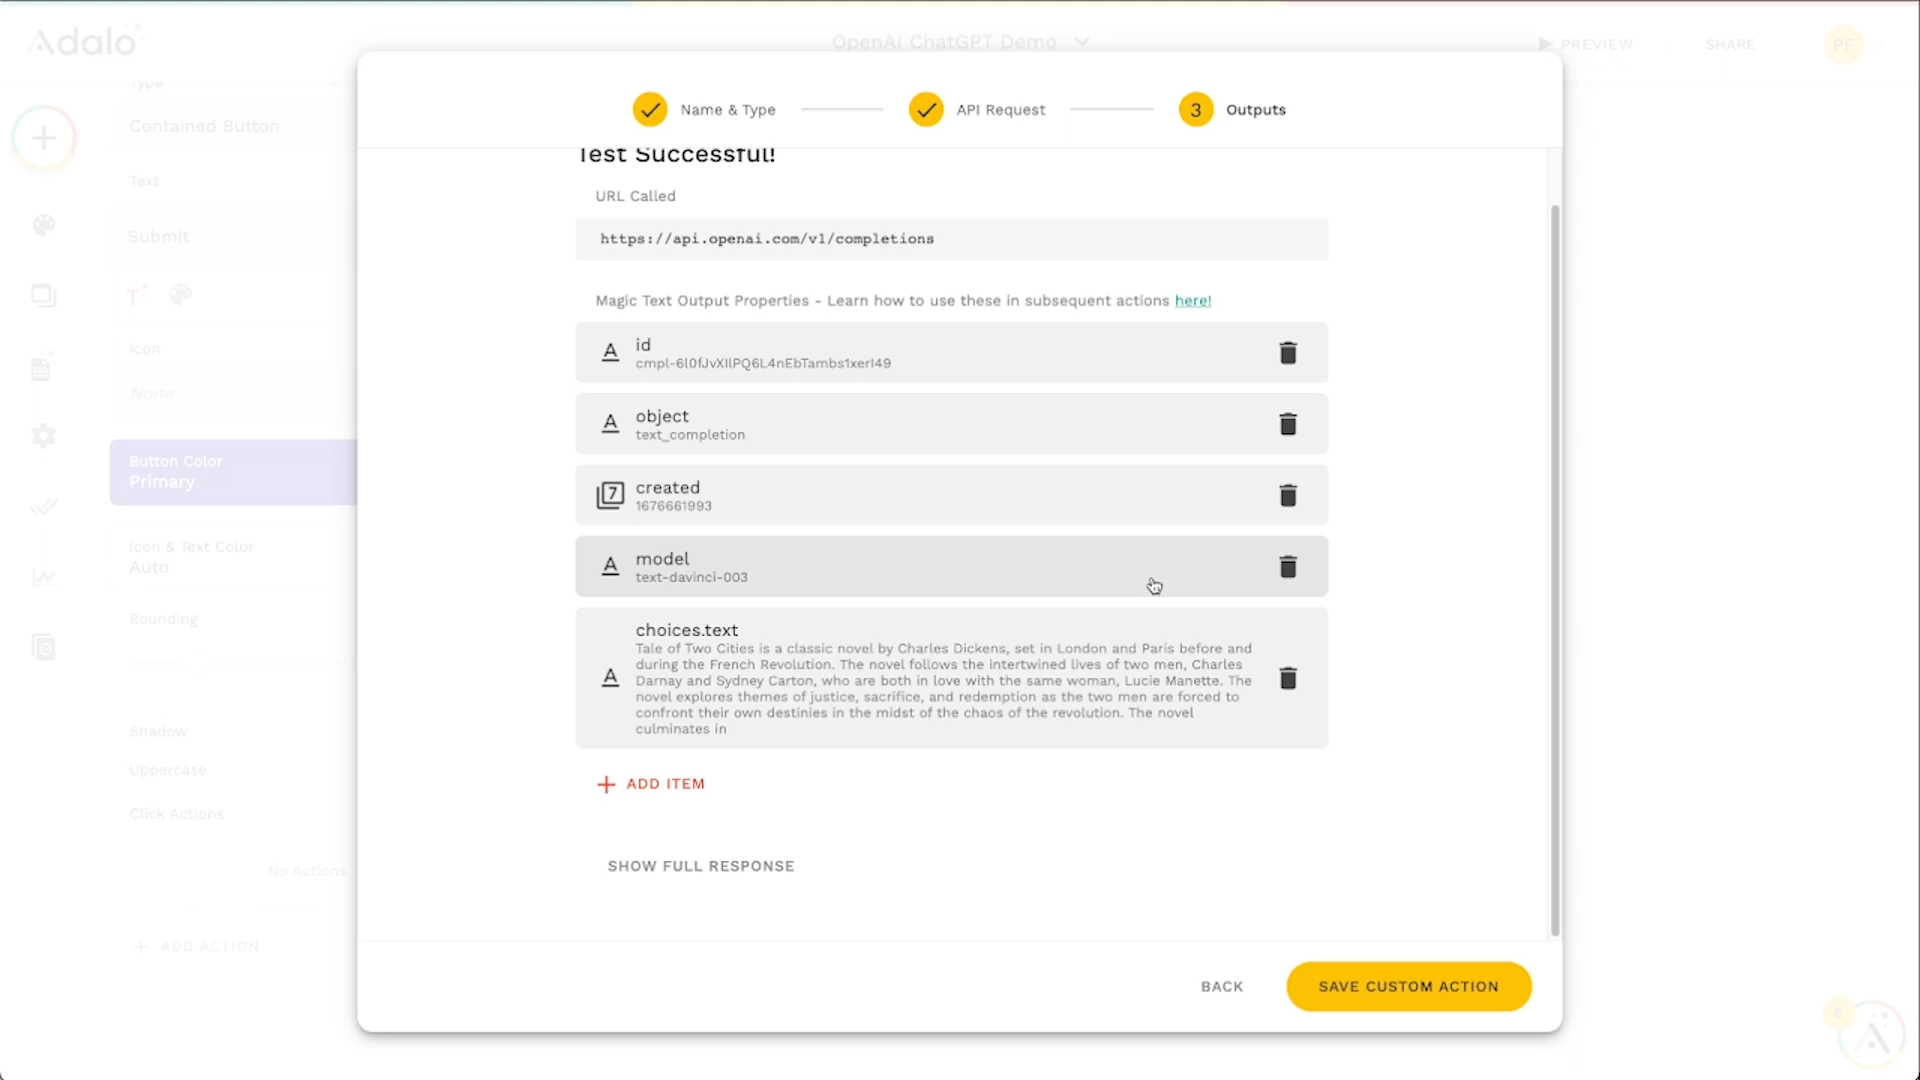 Adalo
OpenAI ChatGPT Demo
PREVIEW
SHARE
PF
Type
Contained Button
Text
Submit
Icon
None
Button Color
Primary
Icon & Text Color
Auto
Rounding
Shadow
Uppercase
Click Actions
No Actions
ADD ACTION
Name & Type
API Request
3 Outputs
Test Successful!
URL Called
https://api.openai.com/v1/completions
Magic Text Output Properties - Learn how to use these in subsequent actions here!
id
cmpl-6l0fJvXIlPQ6L4nEbTambs1xerI49
object
text_completion
7
created
1676661993
model
text-davinci-003
choices.text
Tale of Two Cities is a classic novel by Charles Dickens, set in London and Paris before and
during the French Revolution. The novel follows the intertwined lives of two men, Charles
Darnay and Sydney Carton, who are both in love with the same woman, Lucie Manette. The
novel explores themes of justice, sacrifice, and redemption as the two men are forced to
confront their own destinies in the midst of the chaos of the revolution. The novel
culminates in
ADD ITEM
SHOW FULL RESPONSE
BACK
SAVE CUSTOM ACTION